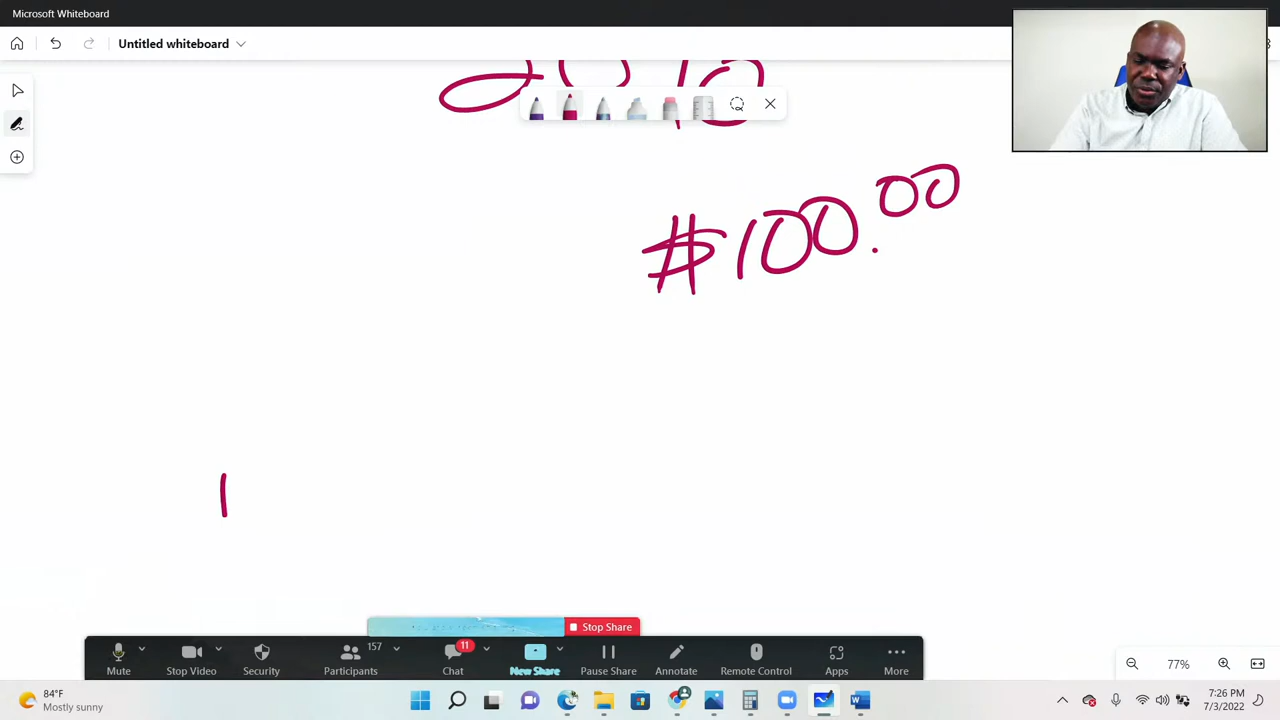 Microsoft Whiteboard
Untitled whiteboard
$100.00
1
11
157
Stop Share
Mute
Stop Video
Security
Participants
Chat
New Share
Pause Share
Annotate
Remote Control
Apps
More
77%
84°F
Mostly sunny
7:26 PM
7/3/2022